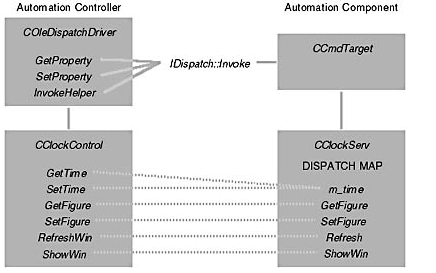 Automation Controller
Automation Component
COleDispatchDriver
GetProperty
SetProperty
InvokeHelper
IDispatch::Invoke
CCmdTarget
CClockControl
GetTime
SetTime
GetFigure
SetFigure
RefreshWin
ShowWin
CClockServ
DISPATCH MAP
m_time
GetFigure
SetFigure
Refresh
ShowWin